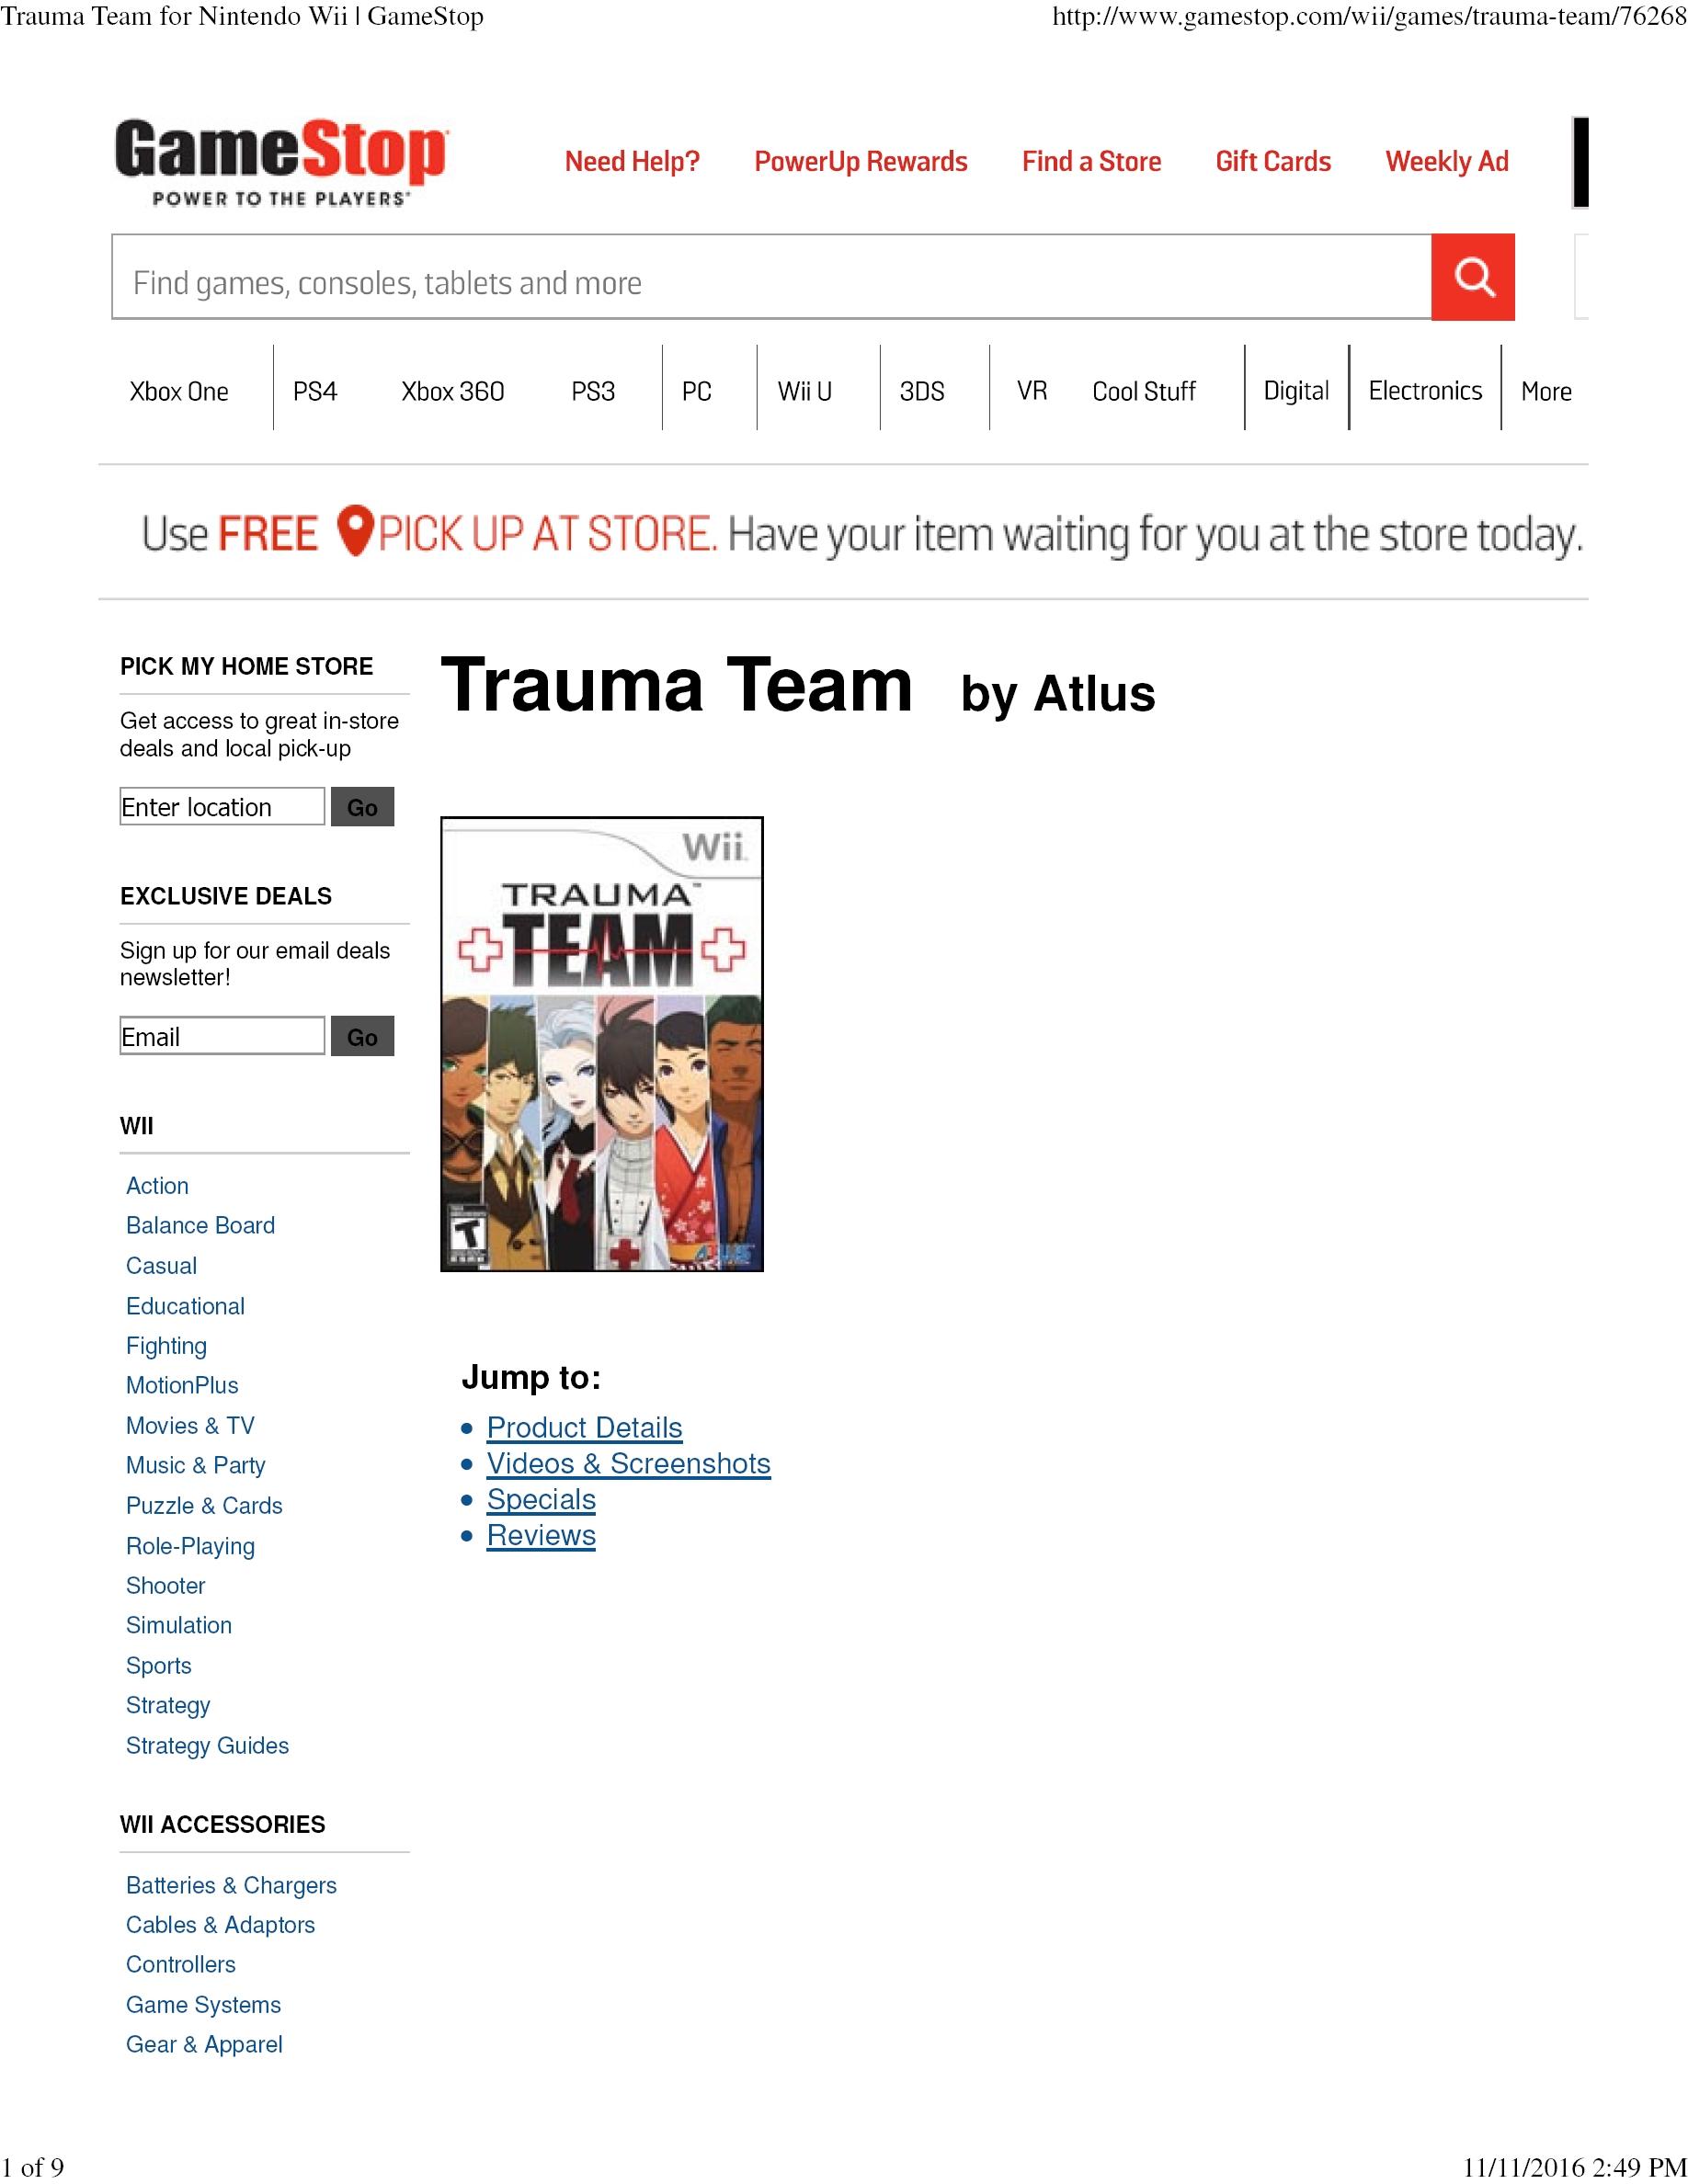 Trauma Team for Nintendo Wii | GameStop
http://www.gamestop.com/wii/games/trauma-team/76268
GameStop
POWER TO THE PLAYERS
Need Help? PowerUp Rewards Find a Store Gift Cards Weekly Ad
Find games, consoles, tablets and more
Xbox One PS4 Xbox 360 PS3 PC Wii U 3DS VR Cool Stuff Digital Electronics More
Use FREE PICK UP AT STORE. Have your item waiting for you at the store today.
PICK MY HOME STORE
Get access to great in-store
deals and local pick-up
Enter location Go
EXCLUSIVE DEALS
Sign up for our email deals
newsletter!
Email Go
WII
Action
Balance Board
Casual
Educational
Fighting
MotionPlus
Movies & TV
Music & Party
Puzzle & Cards
Role-Playing
Shooter
Simulation
Sports
Strategy
Strategy Guides
WII ACCESSORIES
Batteries & Chargers
Cables & Adaptors
Controllers
Game Systems
Gear & Apparel
Trauma Team by Atlus
Wii
TRAUMA™
TEAM
T
ATLUS
Jump to:
• Product Details
• Videos & Screenshots
• Specials
• Reviews
1 of 9
11/11/2016 2:49 PM